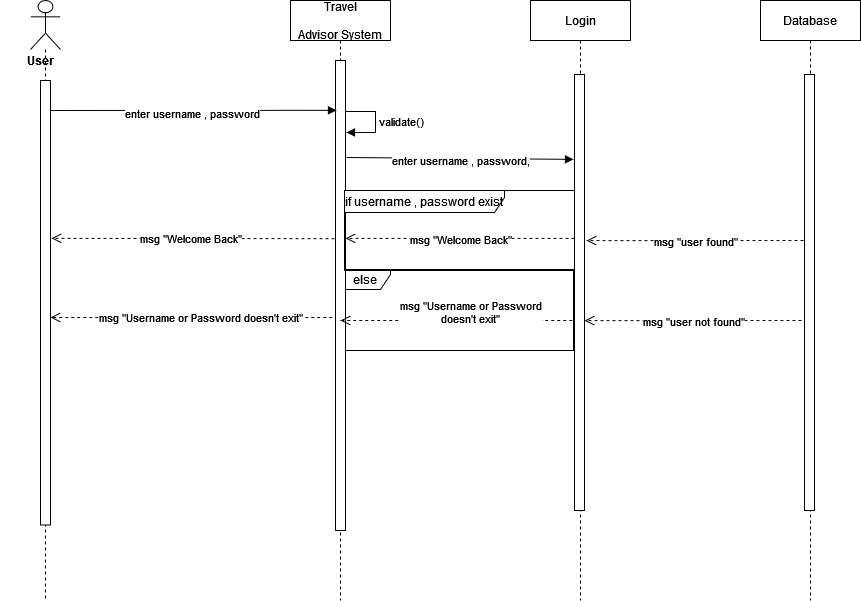 Travel
Advisor System
Login
Database
User
enter username , password
validate()
enter username , password,
if username , password exist
msg "Welcome Back"
msg "Welcome Back"
msg "user found"
else
msg "Username or Password doesn't exit"
msg "Username or Password
doesn't exit"
msg "user not found"